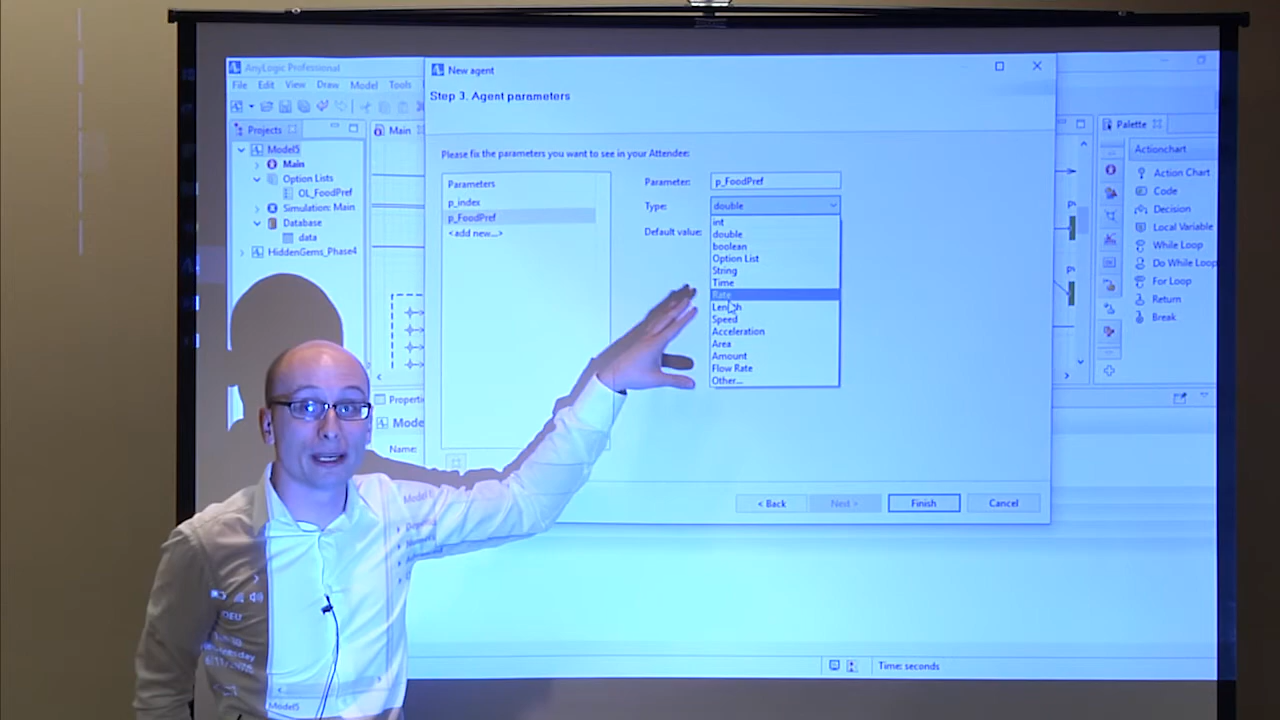 AnyLogic Professional
File Edit View Draw Model Tools
Projects
Model5
Main
Option Lists
OL_FoodPref
Simulation: Main
Database
data
HiddenGems_Phase4
Main
New agent
Step 3. Agent parameters
Please fix the parameters you want to see in your Attendee:
Parameters
p_index
p_FoodPref
<add new...>
Parameter: p_FoodPref
Type: double
Default value:
int
double
boolean
Option List
String
Time
Rate
Length
Speed
Acceleration
Area
Amount
Flow Rate
Other...
< Back Next > Finish Cancel
Palette
Actionchart
Action Chart
Code
Decision
Local Variable
While Loop
Do While Loop
For Loop
Return
Break
Properti
Mode
Name:
Time: seconds
Model5